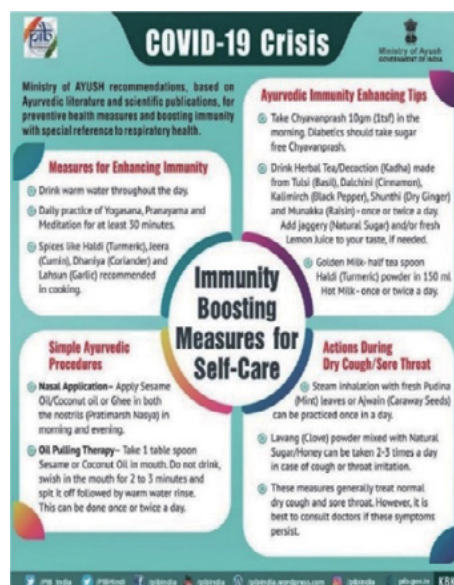 pib
COVID-19 Crisis
Ministry of Ayush
GOVERNMENT OF INDIA
Ministry of AYUSH recommendations, based on
Ayurvedic literature and scientific publications, for
preventive health measures and boosting immunity
with special reference to respiratory health.
Measures for Enhancing Immunity
Drink warm water throughout the day.
Daily practice of Yogasana, Pranayama and
Meditation for at least 30 minutes.
Spices like Haldi (Turmeric), Jeera
(Cumin), Dhaniya (Coriander) and
Lahsun (Garlic) recommended
in cooking.
Ayurvedic Immunity Enhancing Tips
Take Chyavanprash 10gm (1tsf) in the
morning. Diabetics should take sugar
free Chyavanprash.
Drink Herbal Tea/Decoction (Kadha) made
from Tulsi (Basil), Dalchini (Cinnamon),
Kalimirch (Black Pepper), Shunthi (Dry Ginger)
and Munakka (Raisin) - once or twice a day.
Add jaggery (Natural Sugar) and/or fresh
Lemon Juice to your taste, if needed.
Golden Milk- half tea spoon
Haldi (Turmeric) powder in 150 ml
Hot Milk - once or twice a day.
Immunity
Boosting
Measures for
Self-Care
Simple Ayurvedic
Procedures
Nasal Application- Apply Sesame
Oil/Coconut oil or Ghee in both
the nostrils (Pratimarsh Nasya) in
morning and evening.
Oil Pulling Therapy- Take 1 table spoon
Sesame or Coconut Oil in mouth. Do not drink,
swish in the mouth for 2 to 3 minutes and
spit it off followed by warm water rinse.
This can be done once or twice a day.
Actions During
Dry Cough/Sore Throat
Steam inhalation with fresh Pudina
(Mint) leaves or Ajwain (Caraway Seeds)
can be practiced once in a day.
Lavang (Clove) powder mixed with Natural
Sugar/Honey can be taken 2-3 times a day
in case of cough or throat irritation.
These measures generally treat normal
dry cough and sore throat. However, it is
best to consult doctors if these symptoms
persist.
/PIB_India /PIBHindi /pibindia /pibindia pibindia.wordpress.com /pibindia pib.gov.in KBK